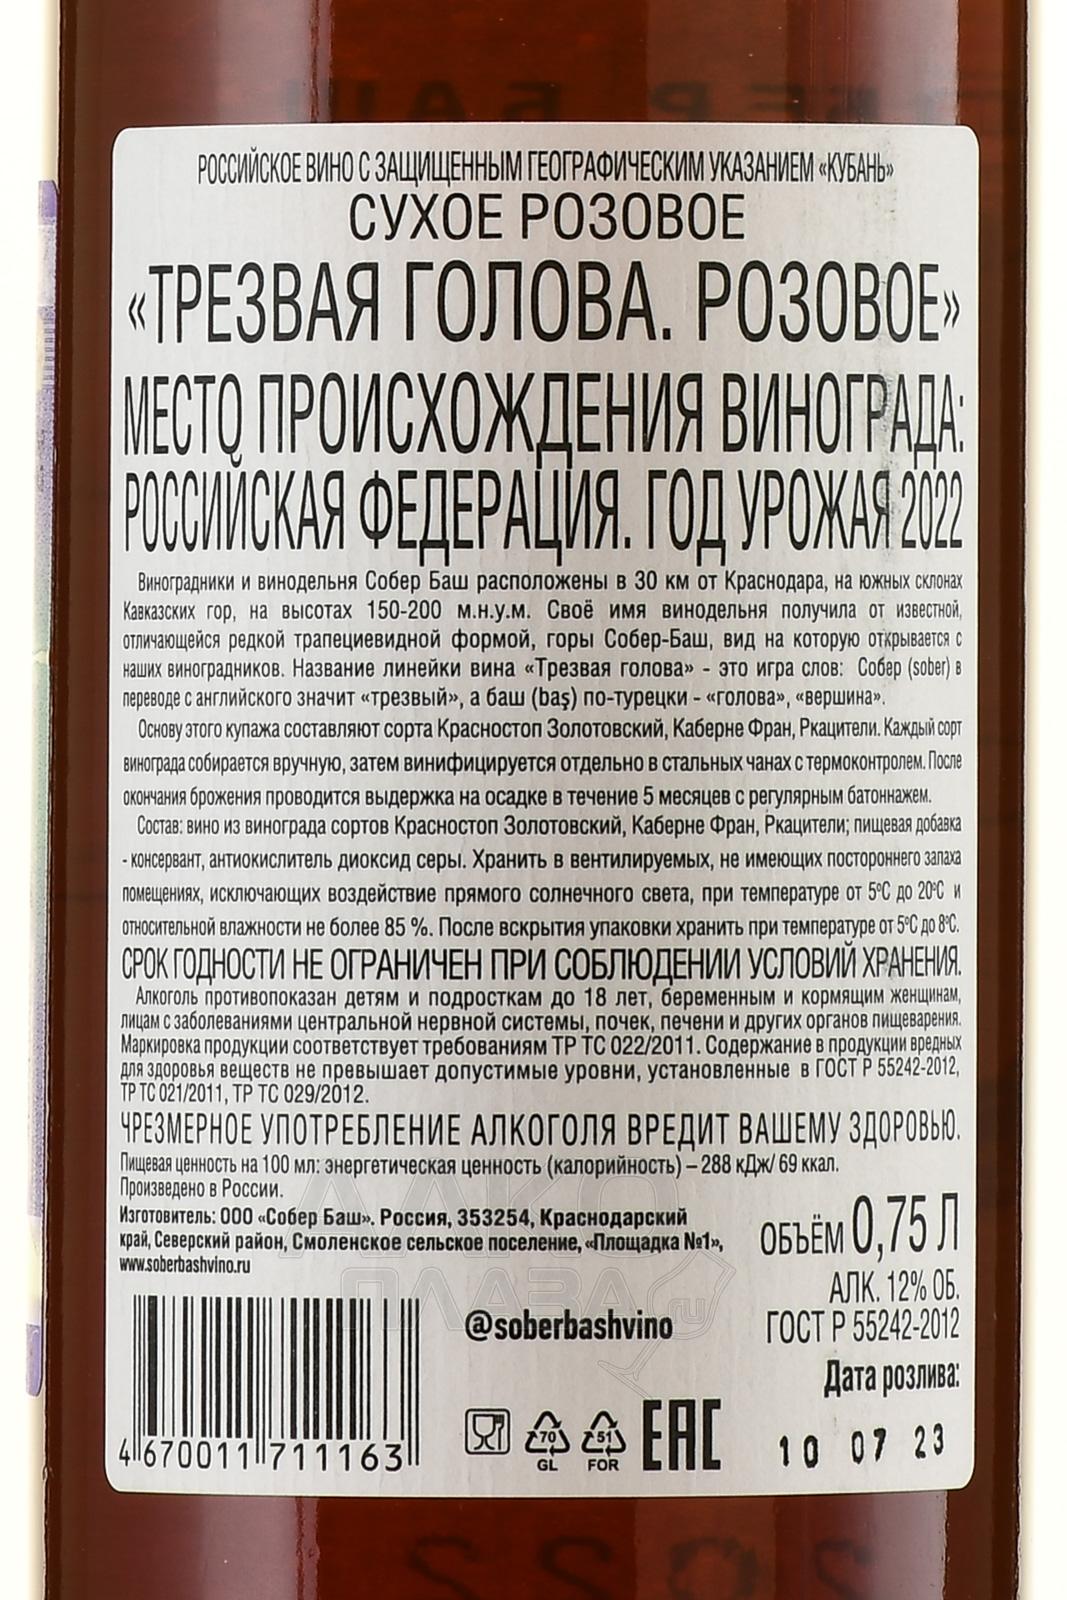 РОССИЙСКОЕ ВИНО С ЗАЩИЩЕННЫМ ГЕОГРАФИЧЕСКИМ УКАЗАНИЕМ «КУБАНЬ»
СУХОЕ РОЗОВОЕ
«ТРЕЗВАЯ ГОЛОВА. РОЗОВОЕ»
МЕСТО ПРОИСХОЖДЕНИЯ ВИНОГРАДА:
РОССИЙСКАЯ ФЕДЕРАЦИЯ. ГОД УРОЖАЯ 2022
Виноградники и винодельня Собер Баш расположены в 30 км от Краснодара, на южных склонах
Кавказских гор, на высотах 150-200 м.н.у.м. Своё имя винодельня получила от известной,
отличающейся редкой трапециевидной формой, горы Собер-Баш, вид на которую открывается с
наших виноградников. Название линейки вина «Трезвая голова» - это игра слов: Собер (sober) в
переводе с английского значит «трезвый», а баш (baş) по-турецки - «голова», «вершина».
Основу этого купажа составляют сорта Красностоп Золотовский, Каберне Фран, Ркацители. Каждый сорт
винограда собирается вручную, затем винифицируется отдельно в стальных чанах с термоконтролем. После
окончания брожения проводится выдержка на осадке в течение 5 месяцев с регулярным батоннажем.
Состав: вино из винограда сортов Красностоп Золотовский, Каберне Фран, Ркацители; пищевая добавка
- консервант, антиокислитель диоксид серы. Хранить в вентилируемых, не имеющих постороннего запаха
помещениях, исключающих воздействие прямого солнечного света, при температуре от 5°C до 20°C и
относительной влажности не более 85 %. После вскрытия упаковки хранить при температуре от 5°C до 8°C.
СРОК ГОДНОСТИ НЕ ОГРАНИЧЕН ПРИ СОБЛЮДЕНИИ УСЛОВИЙ ХРАНЕНИЯ.
Алкоголь противопоказан детям и подросткам до 18 лет, беременным и кормящим женщинам,
лицам с заболеваниями центральной нервной системы, почек, печени и других органов пищеварения.
Маркировка продукции соответствует требованиям ТР ТС 022/2011. Содержание в продукции вредных
для здоровья веществ не превышает допустимые уровни, установленные в ГОСТ Р 55242-2012,
ТР ТС 021/2011, ТР ТС 029/2012.
ЧРЕЗМЕРНОЕ УПОТРЕБЛЕНИЕ АЛКОГОЛЯ ВРЕДИТ ВАШЕМУ ЗДОРОВЬЮ.
Пищевая ценность на 100 мл: энергетическая ценность (калорийность) – 288 кДж/ 69 ккал.
Произведено в России.
Изготовитель: ООО «Собер Баш». Россия, 353254, Краснодарский
край, Северский район, Смоленское сельское поселение, «Площадка №1»,
www.soberbashvino.ru
ОБЪЁМ 0,75 Л
АЛК. 12% ОБ.
ГОСТ Р 55242-2012
Дата розлива:
10 07 23
@soberbashvino
4 670011 711163
70
GL
51
FOR
EAC
АЛКО
ПЛАЗА.ru
2022